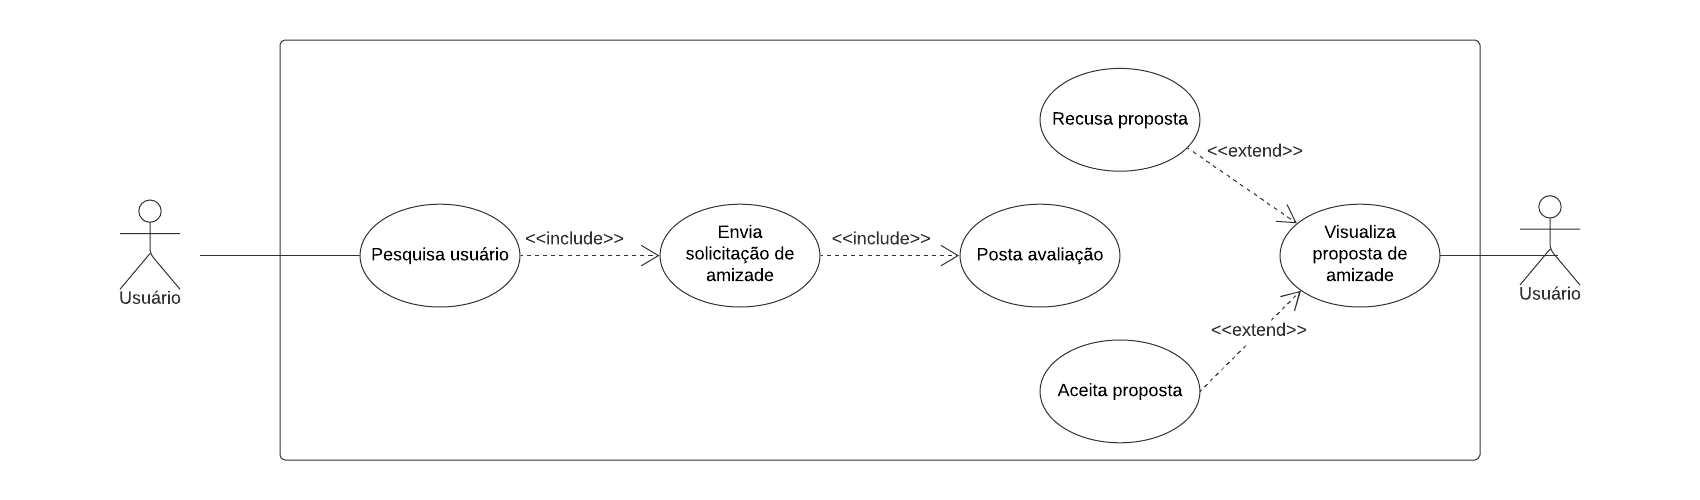 Recusa proposta
<<extend>>
Pesquisa usuário
<<include>>
Envia
solicitação de
amizade
<<include>>
Posta avaliação
Visualiza
proposta de
amizade
Usuário
Usuário
<<extend>>
Aceita proposta